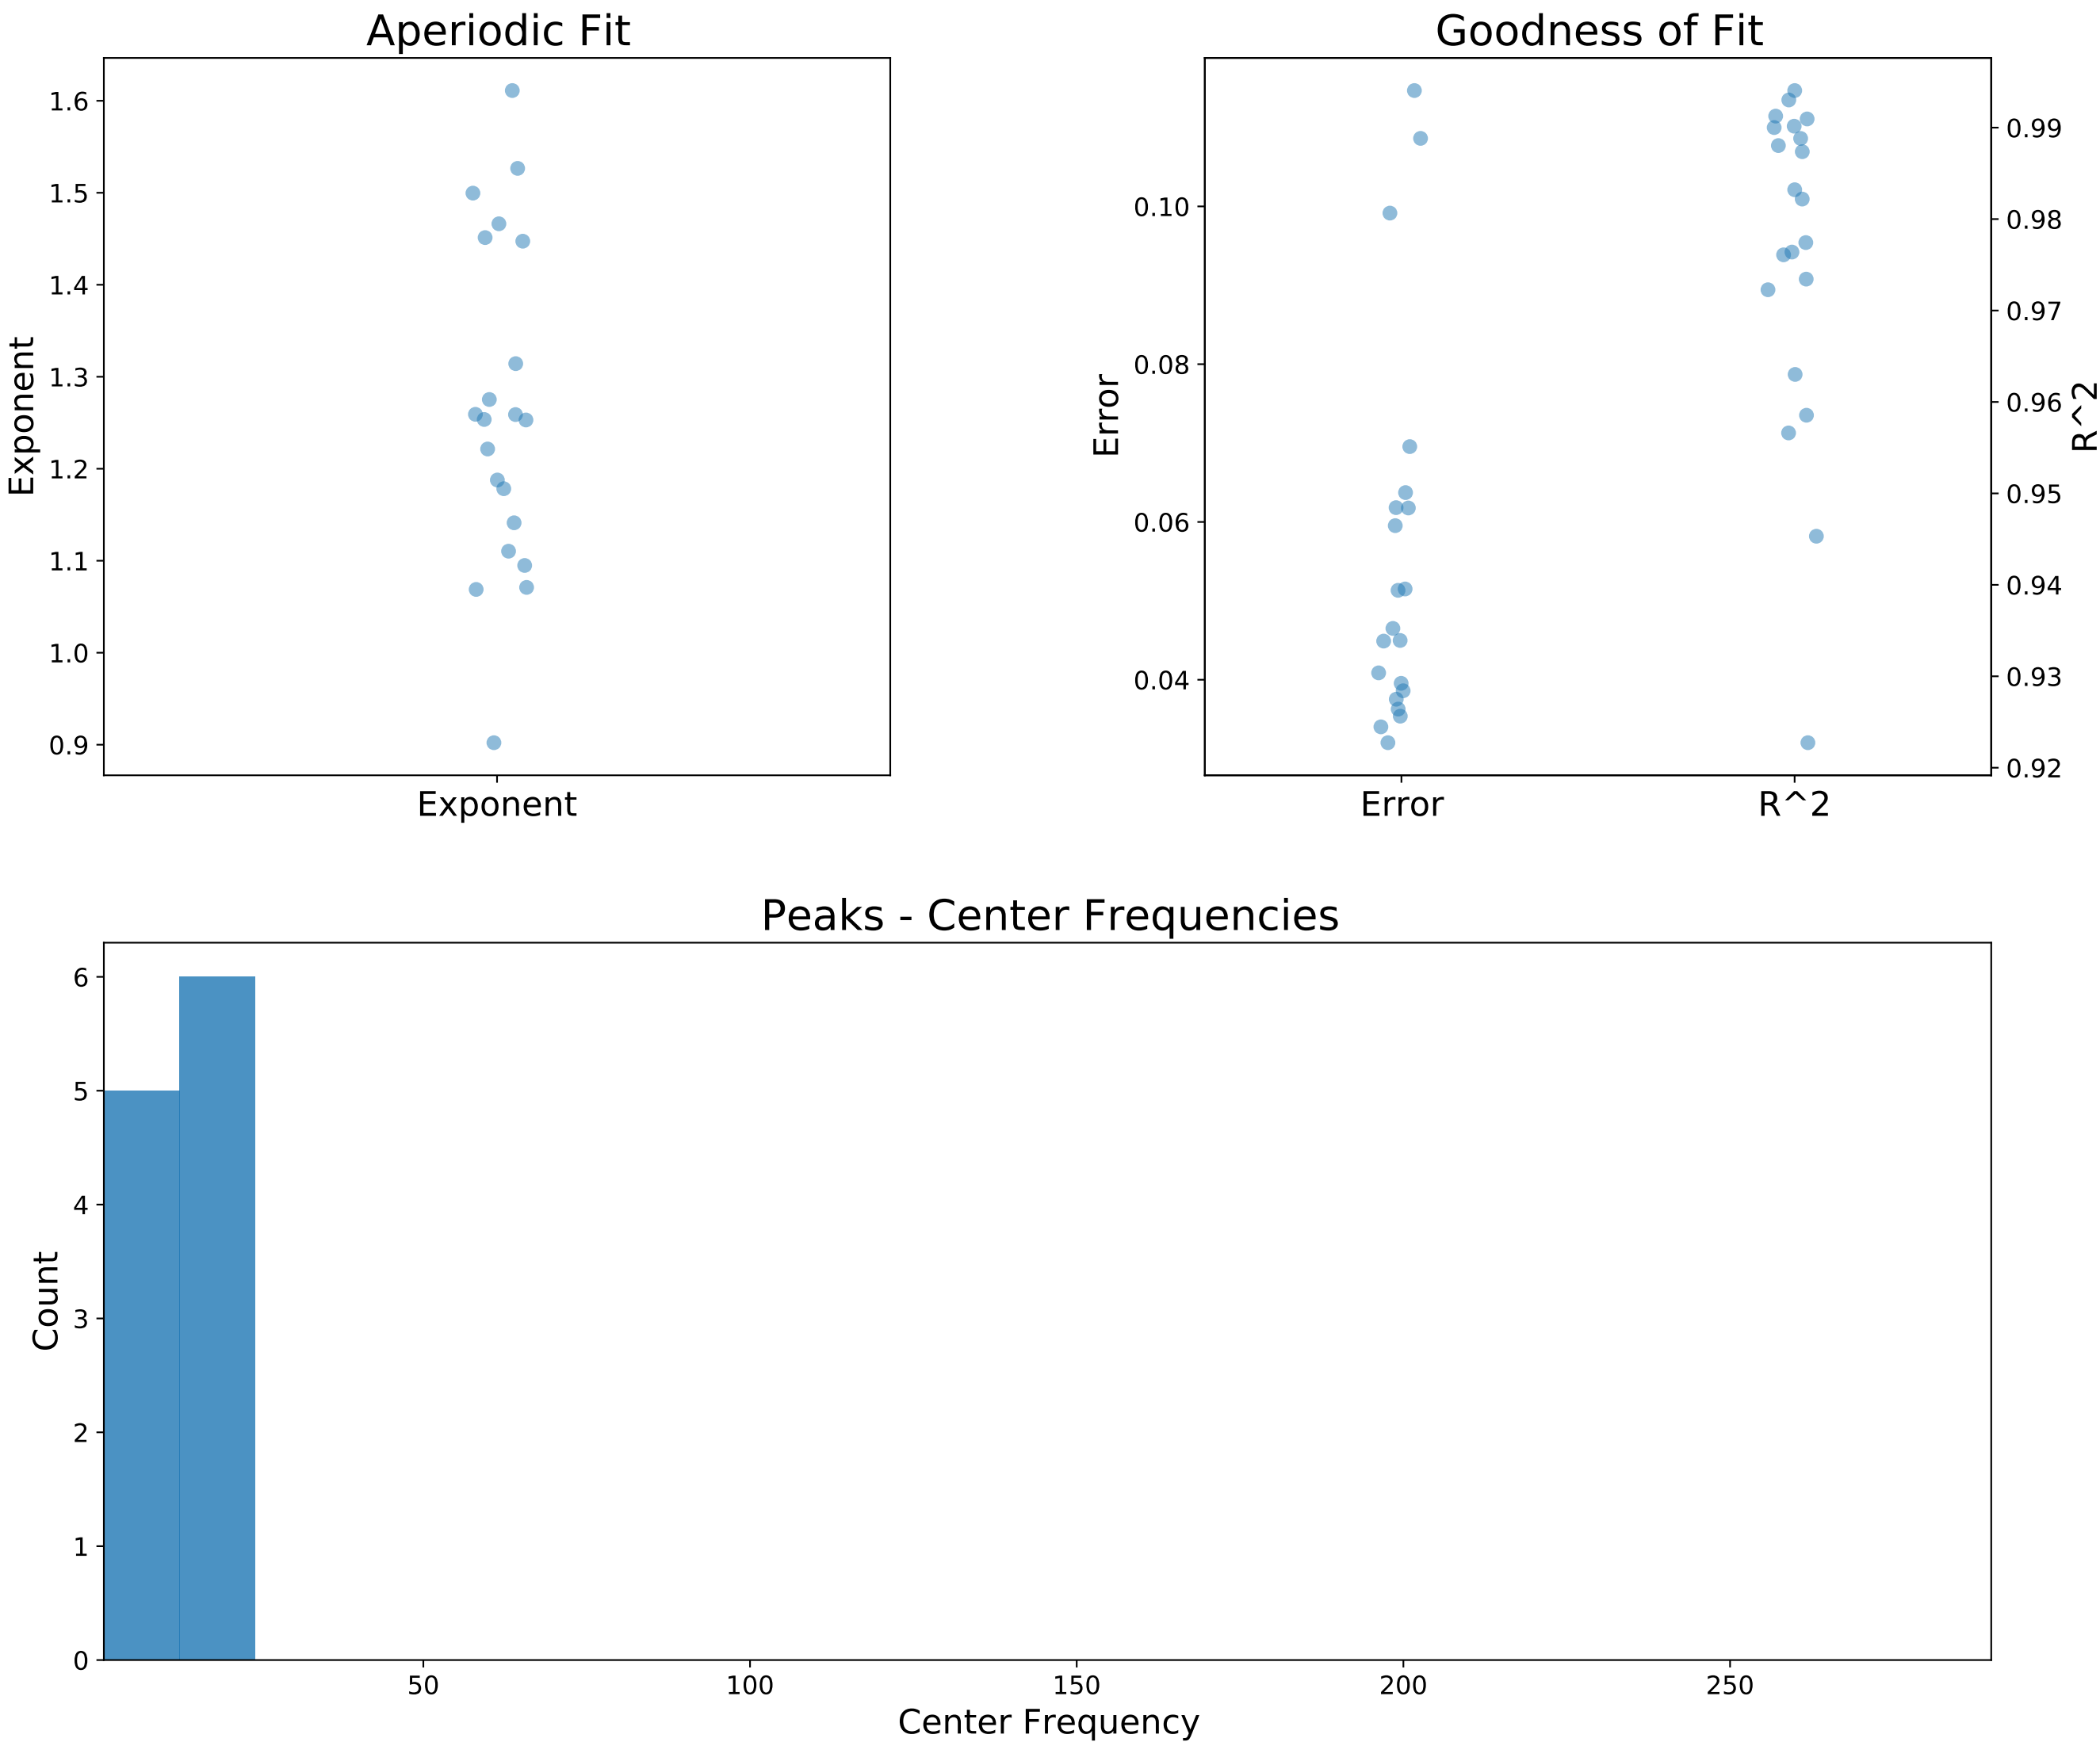 Aperiodic Fit
1.6
1.5
1.4
1.3
1.2
1.1
1.0
0.9
Exponent
Exponent
Goodness of Fit
0.10
0.08
0.06
0.04
Error
Error
R^2
0.99
0.98
0.97
0.96
0.95
0.94
0.93
0.92
R^2
Peaks - Center Frequencies
6
5
4
3
2
1
0
Count
50 100 150 200 250
Center Frequency